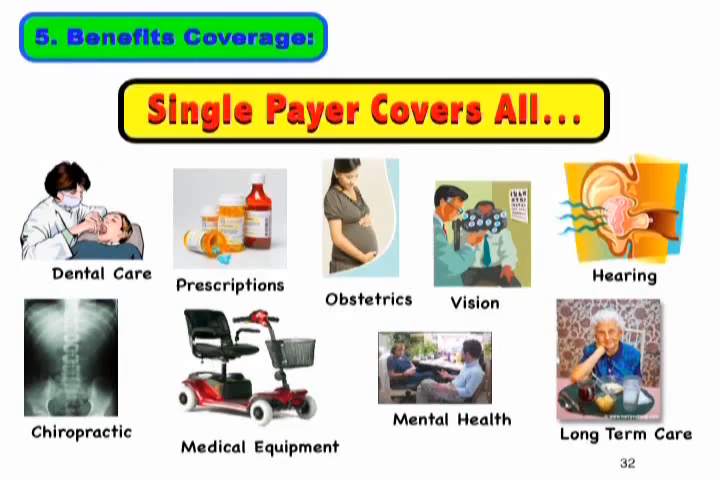 5. Benefits Coverage:
Single Payer Covers All...
Dental Care
Prescriptions
Obstetrics
Vision
Hearing
Chiropractic
Medical Equipment
Mental Health
Long Term Care
32